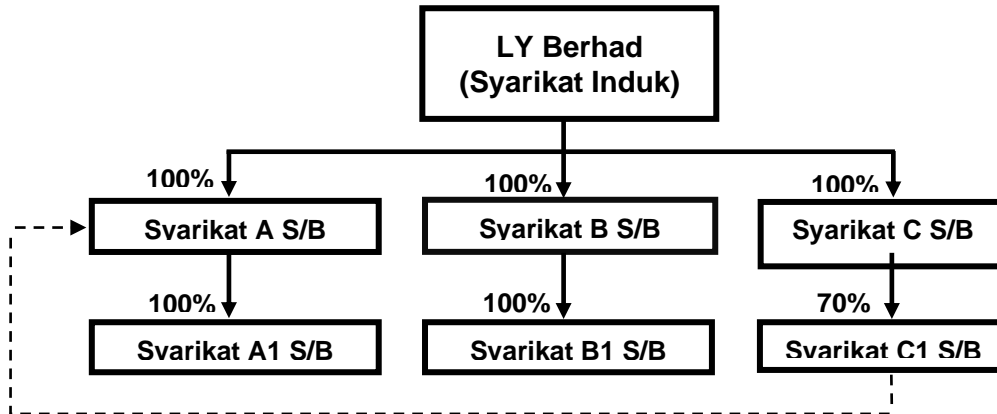 LY Berhad
(Syarikat Induk)
100%
100%
100%
Syarikat A S/B
Syarikat B S/B
Syarikat C S/B
100%
100%
70%
Syarikat A1 S/B
Syarikat B1 S/B
Syarikat C1 S/B